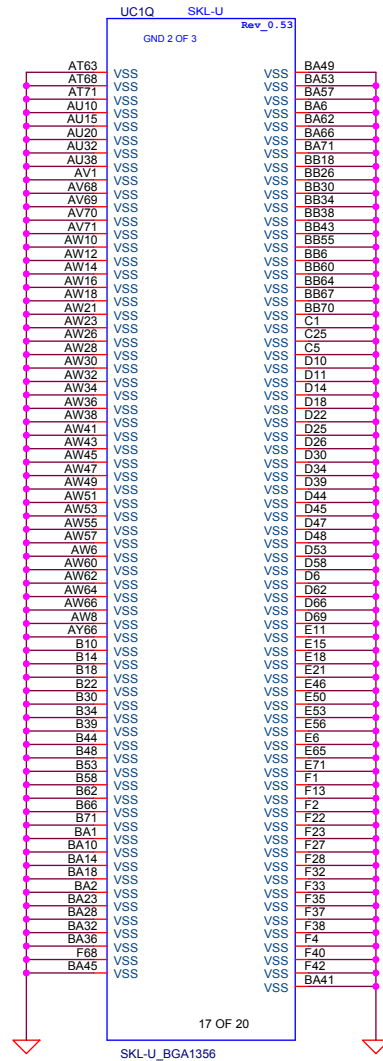 UC1Q SKL-U
Rev_0.53
GND 2 OF 3
AT63 VSS VSS BA49
AT68 VSS VSS BA53
AT71 VSS VSS BA57
AU10 VSS VSS BA6
AU15 VSS VSS BA62
AU20 VSS VSS BA66
AU32 VSS VSS BA71
AU38 VSS VSS BB18
AV1 VSS VSS BB26
AV68 VSS VSS BB30
AV69 VSS VSS BB34
AV70 VSS VSS BB38
AV71 VSS VSS BB43
AW10 VSS VSS BB55
AW12 VSS VSS BB6
AW14 VSS VSS BB60
AW16 VSS VSS BB64
AW18 VSS VSS BB67
AW21 VSS VSS BB70
AW23 VSS VSS C1
AW26 VSS VSS C25
AW28 VSS VSS C5
AW30 VSS VSS D10
AW32 VSS VSS D11
AW34 VSS VSS D14
AW36 VSS VSS D18
AW38 VSS VSS D22
AW41 VSS VSS D25
AW43 VSS VSS D26
AW45 VSS VSS D30
AW47 VSS VSS D34
AW49 VSS VSS D39
AW51 VSS VSS D44
AW53 VSS VSS D45
AW55 VSS VSS D47
AW57 VSS VSS D48
AW6 VSS VSS D53
AW60 VSS VSS D58
AW62 VSS VSS D6
AW64 VSS VSS D62
AW66 VSS VSS D66
AW8 VSS VSS D69
AY66 VSS VSS E11
B10 VSS VSS E15
B14 VSS VSS E18
B18 VSS VSS E21
B22 VSS VSS E46
B30 VSS VSS E50
B34 VSS VSS E53
B39 VSS VSS E56
B44 VSS VSS E6
B48 VSS VSS E65
B53 VSS VSS E71
B58 VSS VSS F1
B62 VSS VSS F13
B66 VSS VSS F2
B71 VSS VSS F22
BA1 VSS VSS F23
BA10 VSS VSS F27
BA14 VSS VSS F28
BA18 VSS VSS F32
BA2 VSS VSS F33
BA23 VSS VSS F35
BA28 VSS VSS F37
BA32 VSS VSS F38
BA36 VSS VSS F4
F68 VSS VSS F40
BA45 VSS VSS F42
VSS BA41
17 OF 20
SKL-U_BGA1356